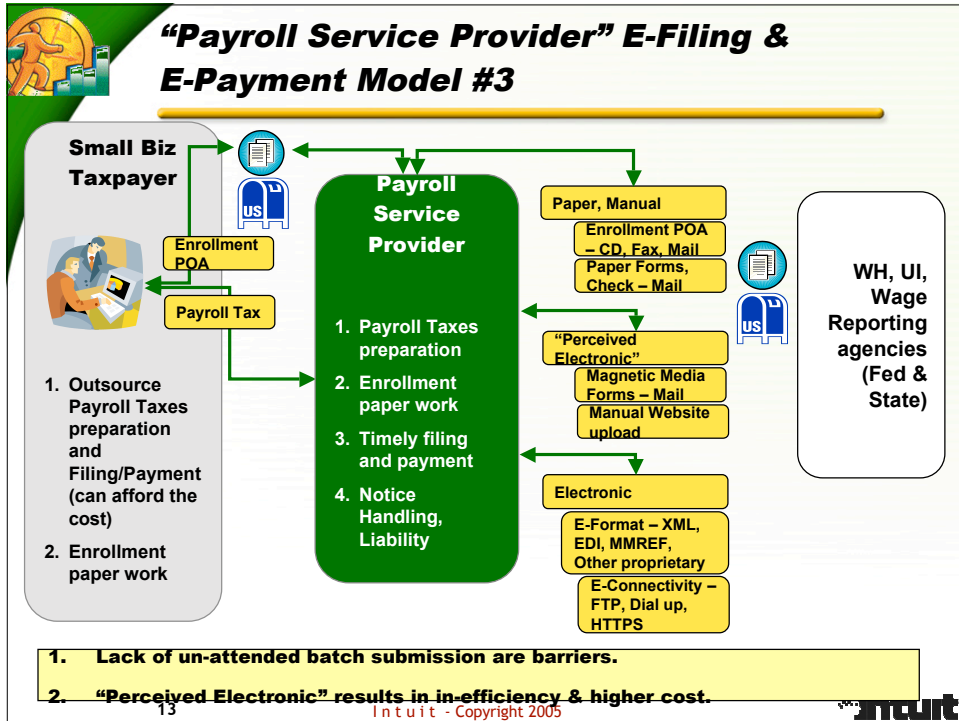 “Payroll Service Provider” E-Filing &
E-Payment Model #3
Small Biz
Taxpayer
US
Enrollment
POA
Payroll Tax
1. Outsource
Payroll Taxes
preparation
and
Filing/Payment
(can afford the
cost)
2. Enrollment
paper work
Payroll
Service
Provider
1. Payroll Taxes
preparation
2. Enrollment
paper work
3. Timely filing
and payment
4. Notice
Handling,
Liability
Paper, Manual
Enrollment POA
– CD, Fax, Mail
Paper Forms,
Check – Mail
“Perceived
Electronic”
Magnetic Media
Forms – Mail
Manual Website
upload
Electronic
E-Format – XML,
EDI, MMREF,
Other proprietary
E-Connectivity –
FTP, Dial up,
HTTPS
US
WH, UI,
Wage
Reporting
agencies
(Fed &
State)
1. Lack of un-attended batch submission are barriers.
2. “Perceived Electronic” results in in-efficiency & higher cost.
13
Intuit - Copyright 2005
intuit